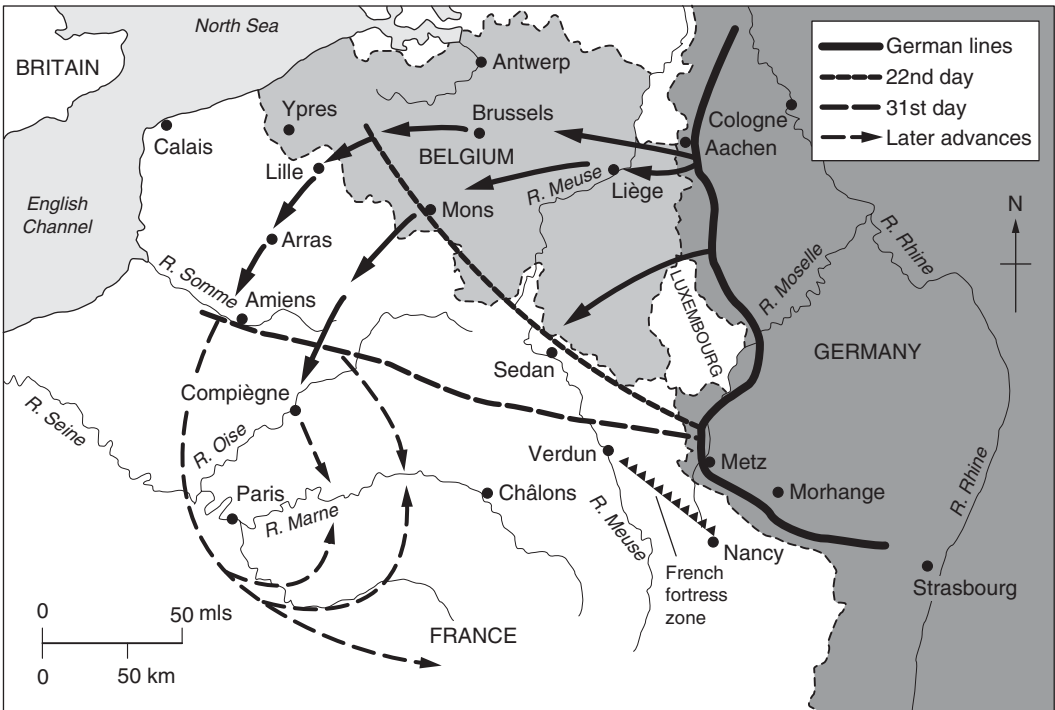 North Sea
BRITAIN
Antwerp
Ypres
Brussels
Calais
Lille
BELGIUM
Cologne
Aachen
R. Meuse
Liège
English
Channel
Mons
Arras
R. Somme
Amiens
LUXEMBOURG
R. Moselle
R. Rhine
N
Sedan
GERMANY
Compiègne
R. Seine
R. Oise
Verdun
Metz
Paris
R. Marne
Châlons
Morhange
R. Meuse
R. Rhine
Nancy
French
fortress
zone
Strasbourg
FRANCE
0
50 mls
0
50 km
German lines
22nd day
31st day
Later advances